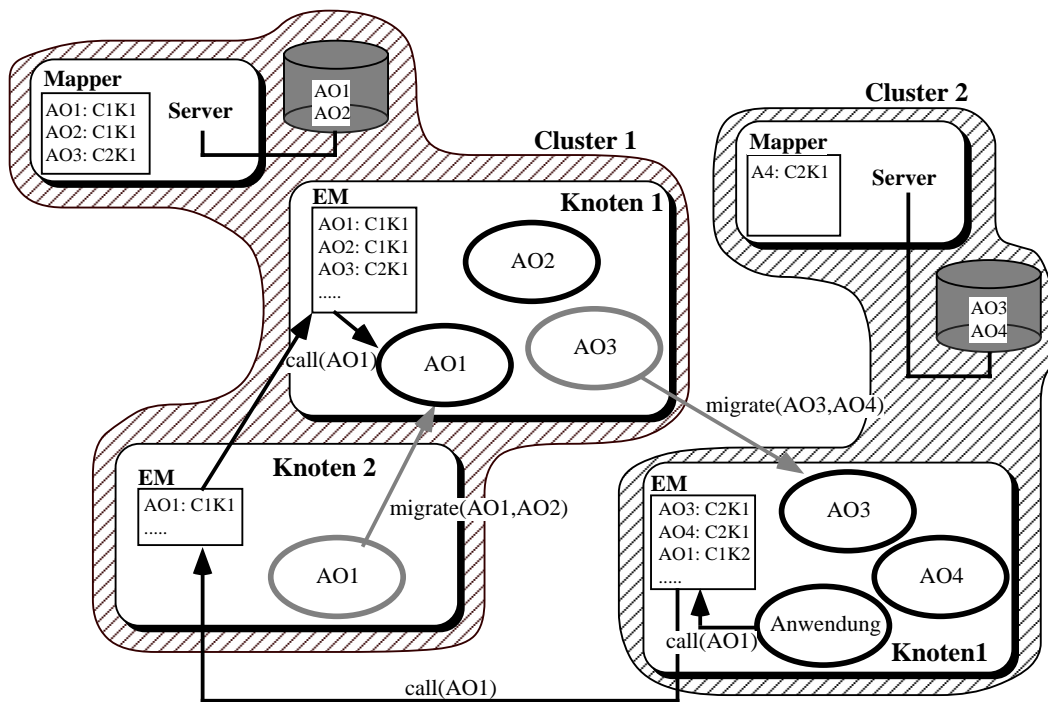 Mapper
AO1: C1K1
AO2: C1K1
AO3: C2K1
Server
AO1
AO2
Cluster 1
EM
Knoten 1
AO1: C1K1
AO2: C1K1
AO3: C2K1
.....
AO2
AO3
call(AO1)
AO1
Knoten 2
EM
AO1: C1K1
.....
migrate(AO1,AO2)
AO1
call(AO1)
Cluster 2
Mapper
A4: C2K1
Server
AO3
AO4
migrate(AO3,AO4)
EM
AO3: C2K1
AO4: C2K1
AO1: C1K2
.....
AO3
AO4
Anwendung
call(AO1)
Knoten1